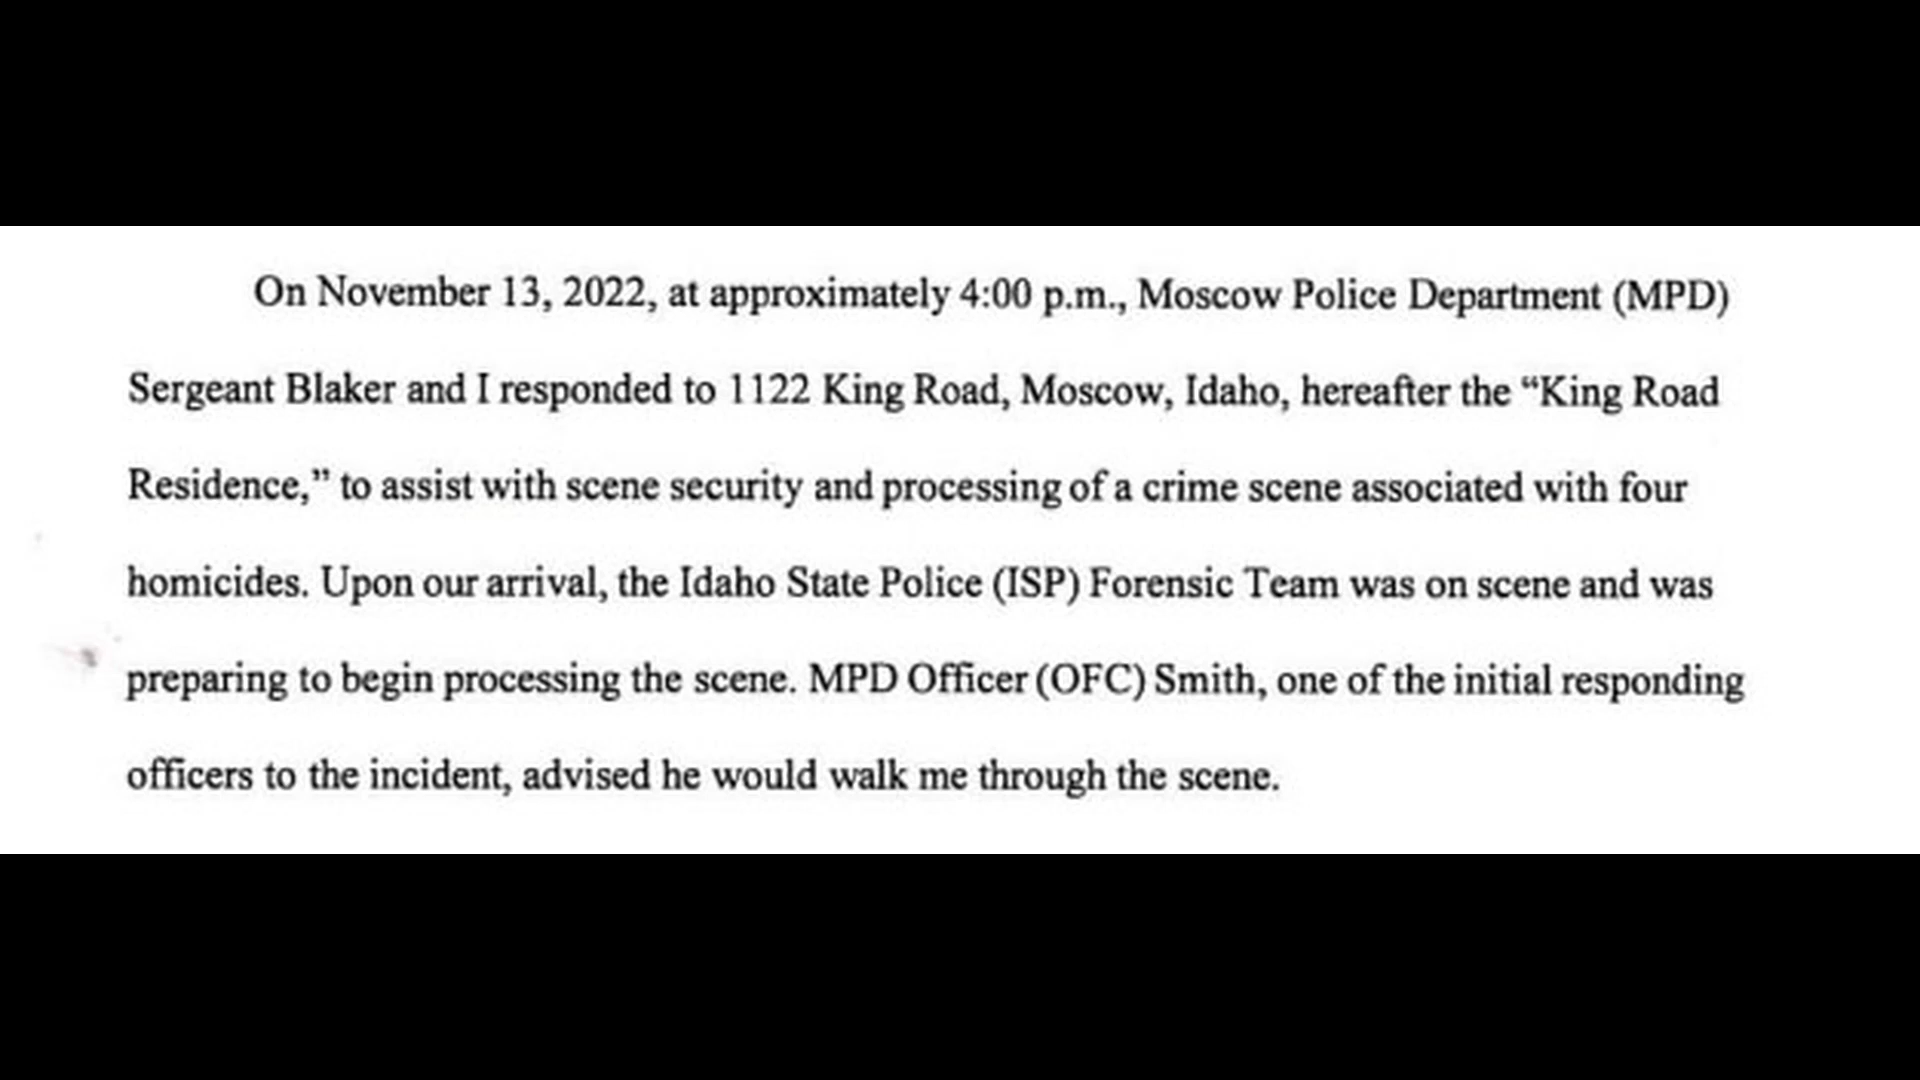 On November 13, 2022, at approximately 4:00 p.m., Moscow Police Department (MPD)
Sergeant Blaker and I responded to 1122 King Road, Moscow, Idaho, hereafter the “King Road
Residence,” to assist with scene security and processing of a crime scene associated with four
homicides. Upon our arrival, the Idaho State Police (ISP) Forensic Team was on scene and was
preparing to begin processing the scene. MPD Officer (OFC) Smith, one of the initial responding
officers to the incident, advised he would walk me through the scene.